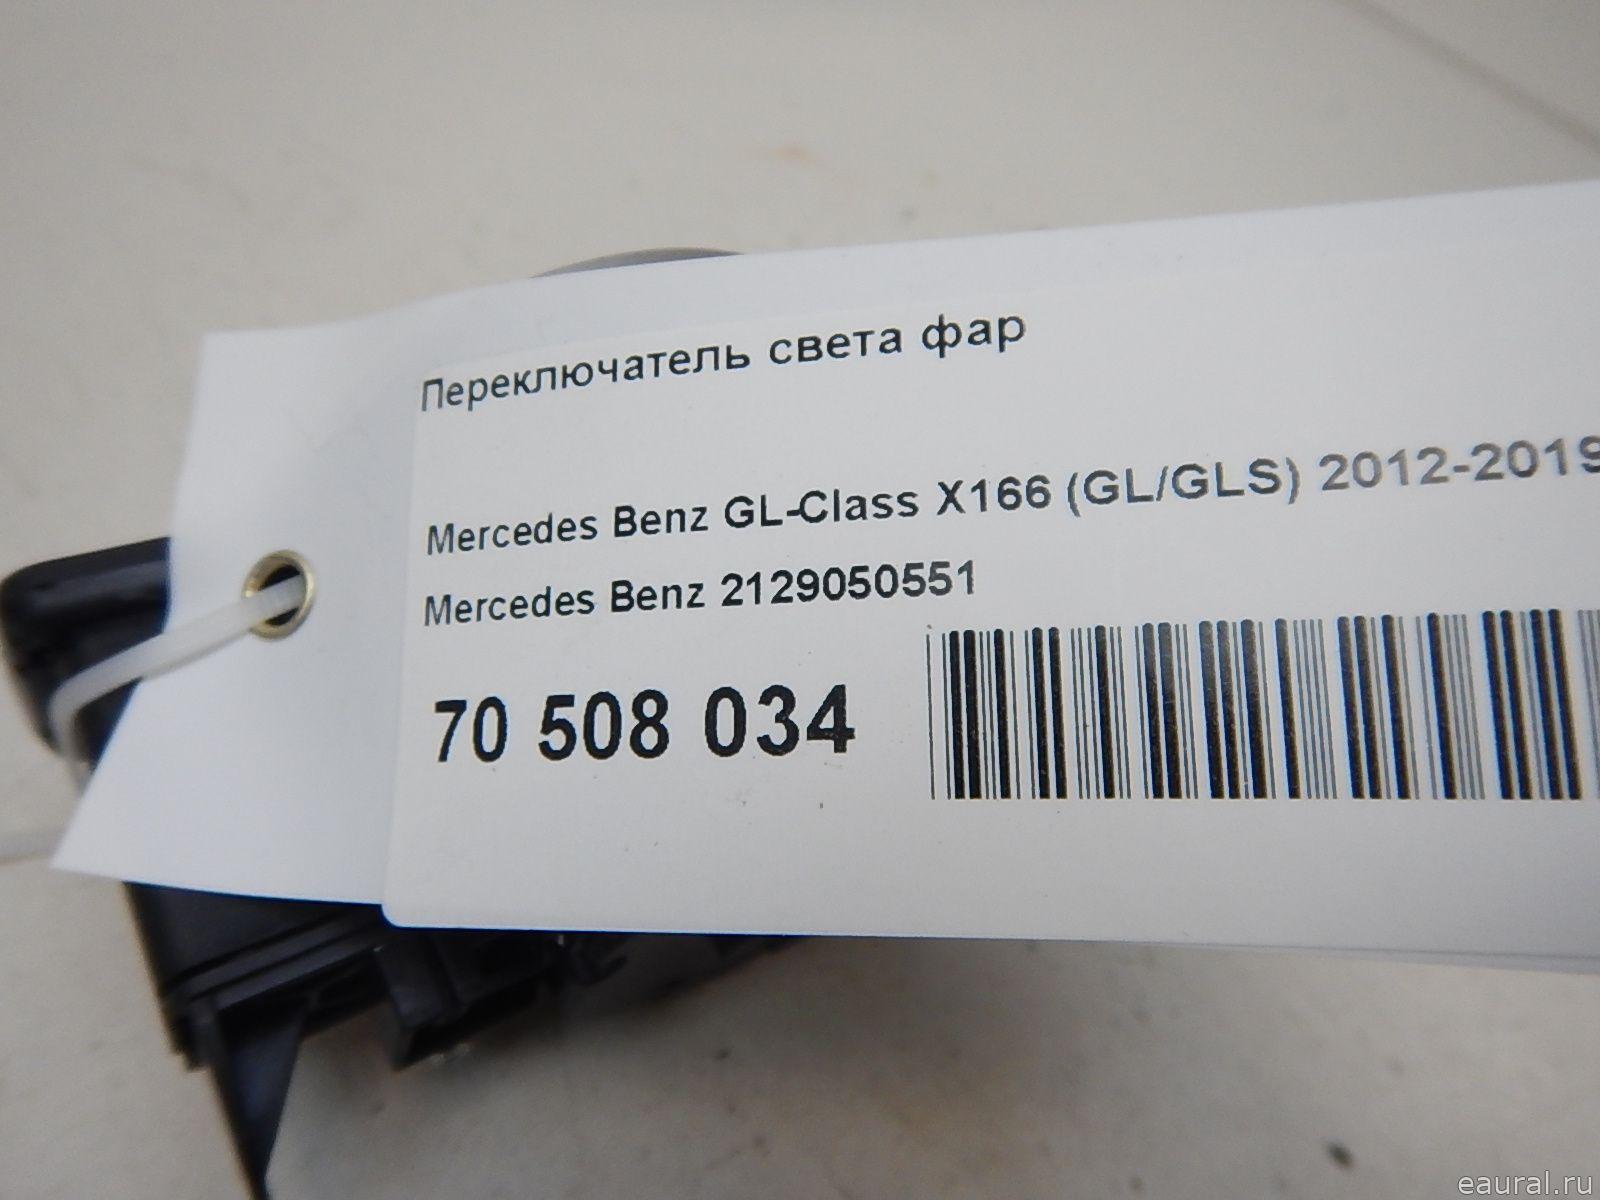 Переключатель света фар
Mercedes Benz GL-Class X166 (GL/GLS) 2012-2019
Mercedes Benz 2129050551
70 508 034
eaural.ru